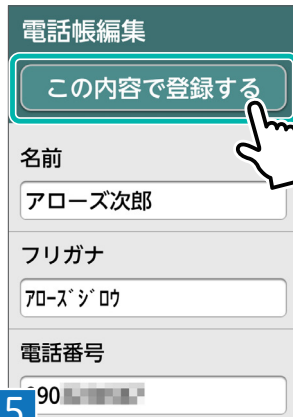 電話帳編集
この内容で登録する
名前
アローズ次郎
フリガナ
ｱﾛｰｽﾞｼﾞﾛｳ
電話番号
090
5